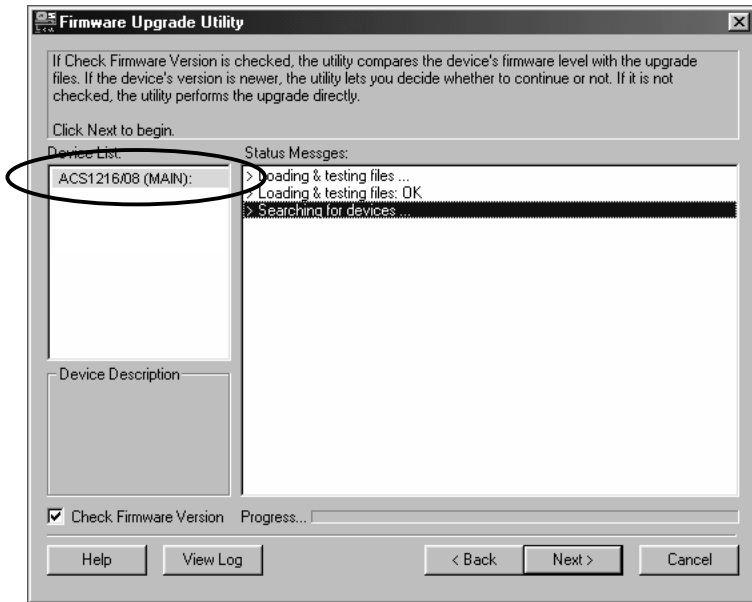 Firmware Upgrade Utility
If Check Firmware Version is checked, the utility compares the device's firmware level with the upgrade
files. If the device's version is newer, the utility lets you decide whether to continue or not. If it is not
checked, the utility performs the upgrade directly.
Click Next to begin.
Device List:
ACS1216/08 (MAIN):
Device Description
Status Messges:
> Loading & testing files ...
> Loading & testing files: OK
> Searching for devices ...
Check Firmware Version Progress...
Help View Log < Back Next > Cancel